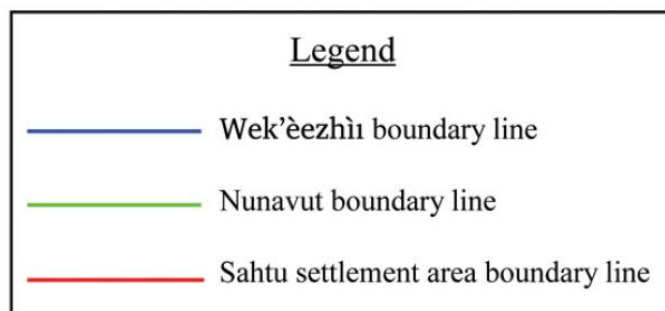 Legend
Wek’èezhìı boundary line
Nunavut boundary line
Sahtu settlement area boundary line